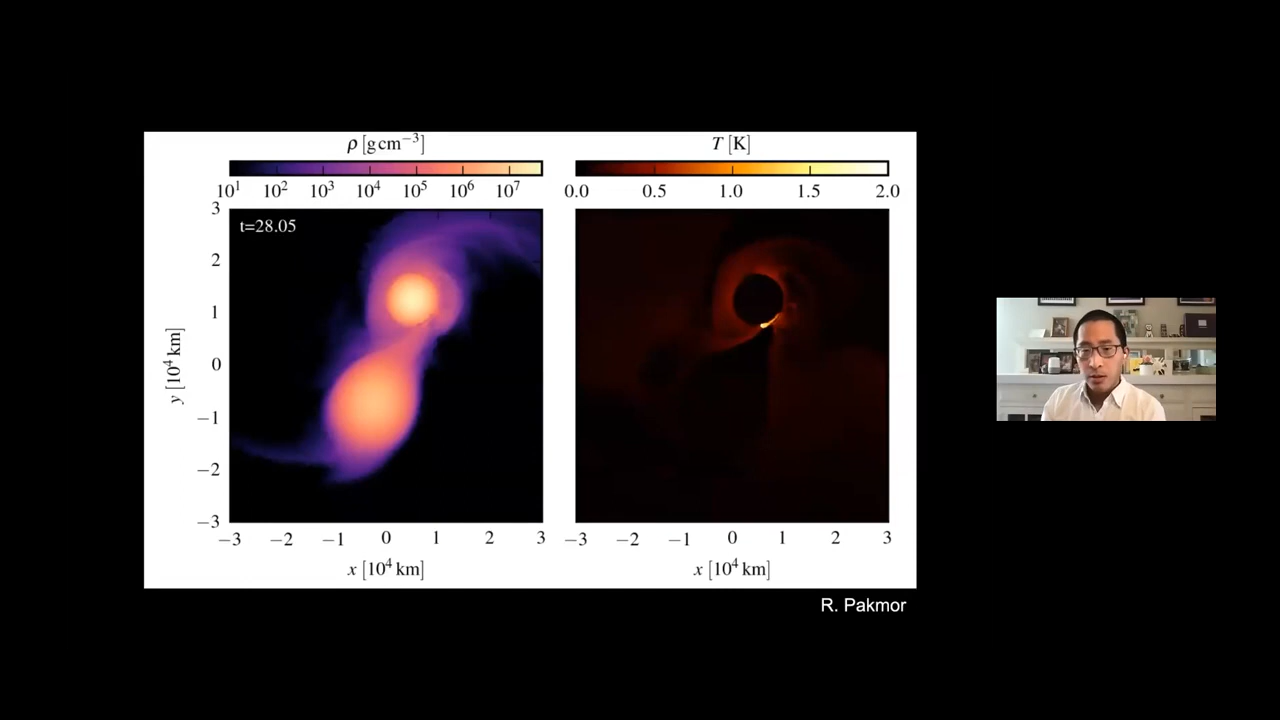 ρ [g cm⁻³]
10¹ 10² 10³ 10⁴ 10⁵ 10⁶ 10⁷
T [K]
0.0 0.5 1.0 1.5 2.0
t=28.05
y [10⁴ km]
3
2
1
0
−1
−2
−3
−3 −2 −1 0 1 2 3
x [10⁴ km]
−3 −2 −1 0 1 2 3
x [10⁴ km]
R. Pakmor